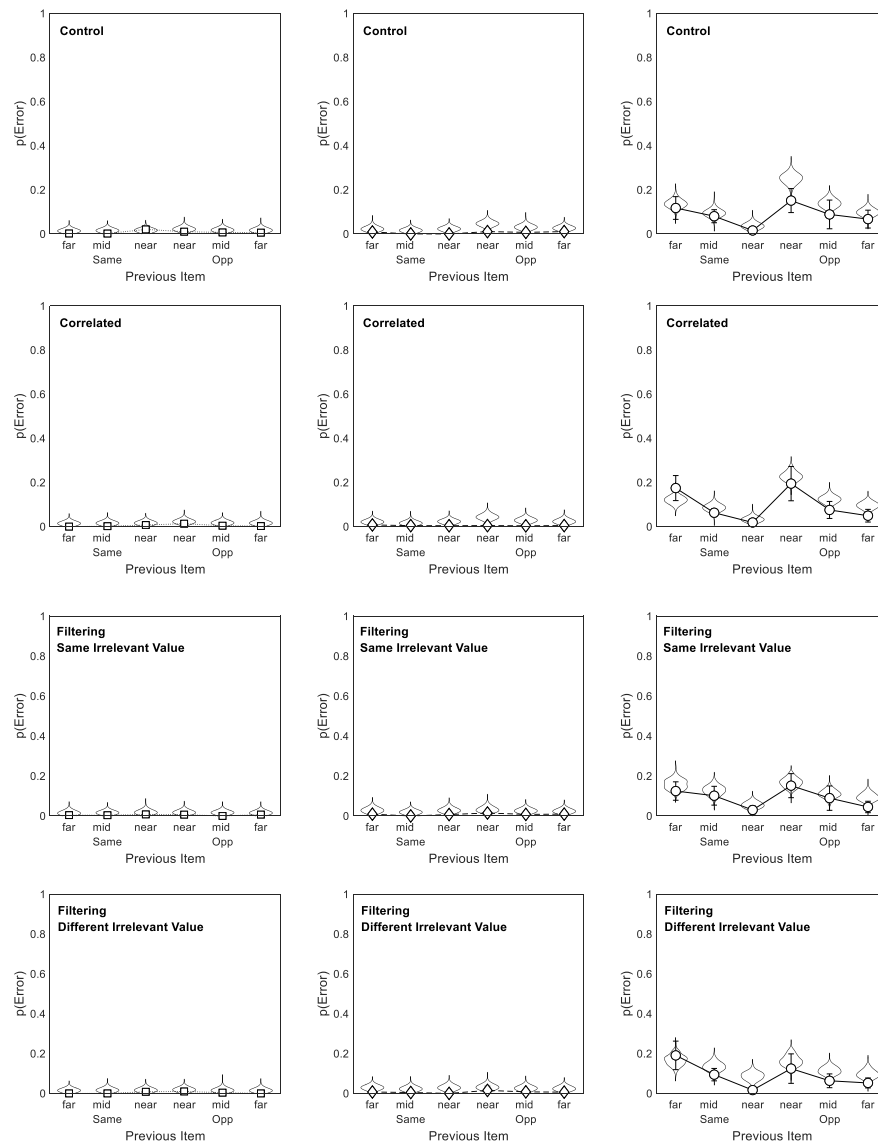 1
Control
0.8
0.6
p(Error)
0.4
0.2
0
far mid near near mid far
Same Opp
Previous Item
1
Control
0.8
0.6
p(Error)
0.4
0.2
0
far mid near near mid far
Same Opp
Previous Item
1
Control
0.8
0.6
p(Error)
0.4
0.2
0
far mid near near mid far
Same Opp
Previous Item
1
Correlated
0.8
0.6
p(Error)
0.4
0.2
0
far mid near near mid far
Same Opp
Previous Item
1
Correlated
0.8
0.6
p(Error)
0.4
0.2
0
far mid near near mid far
Same Opp
Previous Item
1
Correlated
0.8
0.6
p(Error)
0.4
0.2
0
far mid near near mid far
Same Opp
Previous Item
1
Filtering
Same Irrelevant Value
0.8
0.6
p(Error)
0.4
0.2
0
far mid near near mid far
Same Opp
Previous Item
1
Filtering
Same Irrelevant Value
0.8
0.6
p(Error)
0.4
0.2
0
far mid near near mid far
Same Opp
Previous Item
1
Filtering
Same Irrelevant Value
0.8
0.6
p(Error)
0.4
0.2
0
far mid near near mid far
Same Opp
Previous Item
1
Filtering
Different Irrelevant Value
0.8
0.6
p(Error)
0.4
0.2
0
far mid near near mid far
Same Opp
Previous Item
1
Filtering
Different Irrelevant Value
0.8
0.6
p(Error)
0.4
0.2
0
far mid near near mid far
Same Opp
Previous Item
1
Filtering
Different Irrelevant Value
0.8
0.6
p(Error)
0.4
0.2
0
far mid near near mid far
Same Opp
Previous Item